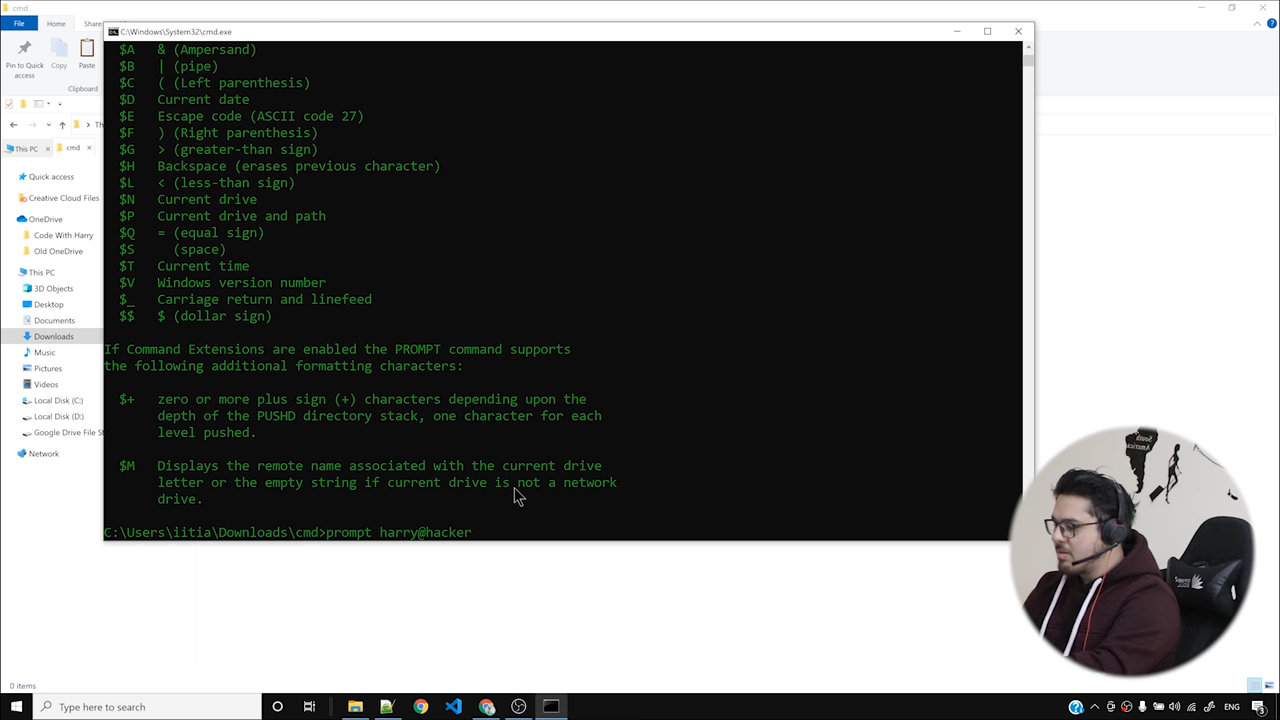 cmd
C:\Windows\System32\cmd.exe
File
Home
Share
Pin to Quick
access
Copy
Paste
Clipboard
This PC
cmd
Quick access
Creative Cloud Files
OneDrive
Code With Harry
Old OneDrive
This PC
3D Objects
Desktop
Documents
Downloads
Music
Pictures
Videos
Local Disk (C:)
Local Disk (D:)
Google Drive File St
Network
$A & (Ampersand)
$B | (pipe)
$C ( (Left parenthesis)
$D Current date
$E Escape code (ASCII code 27)
$F ) (Right parenthesis)
$G > (greater-than sign)
$H Backspace (erases previous character)
$L < (less-than sign)
$N Current drive
$P Current drive and path
$Q = (equal sign)
$S (space)
$T Current time
$V Windows version number
$_ Carriage return and linefeed
$$ $ (dollar sign)
If Command Extensions are enabled the PROMPT command supports
the following additional formatting characters:
$+ zero or more plus sign (+) characters depending upon the
depth of the PUSHD directory stack, one character for each
level pushed.
$M Displays the remote name associated with the current drive
letter or the empty string if current drive is not a network
drive.
C:\Users\iitia\Downloads\cmd>prompt harry@hacker
South
America
0 items
Type here to search
ENG